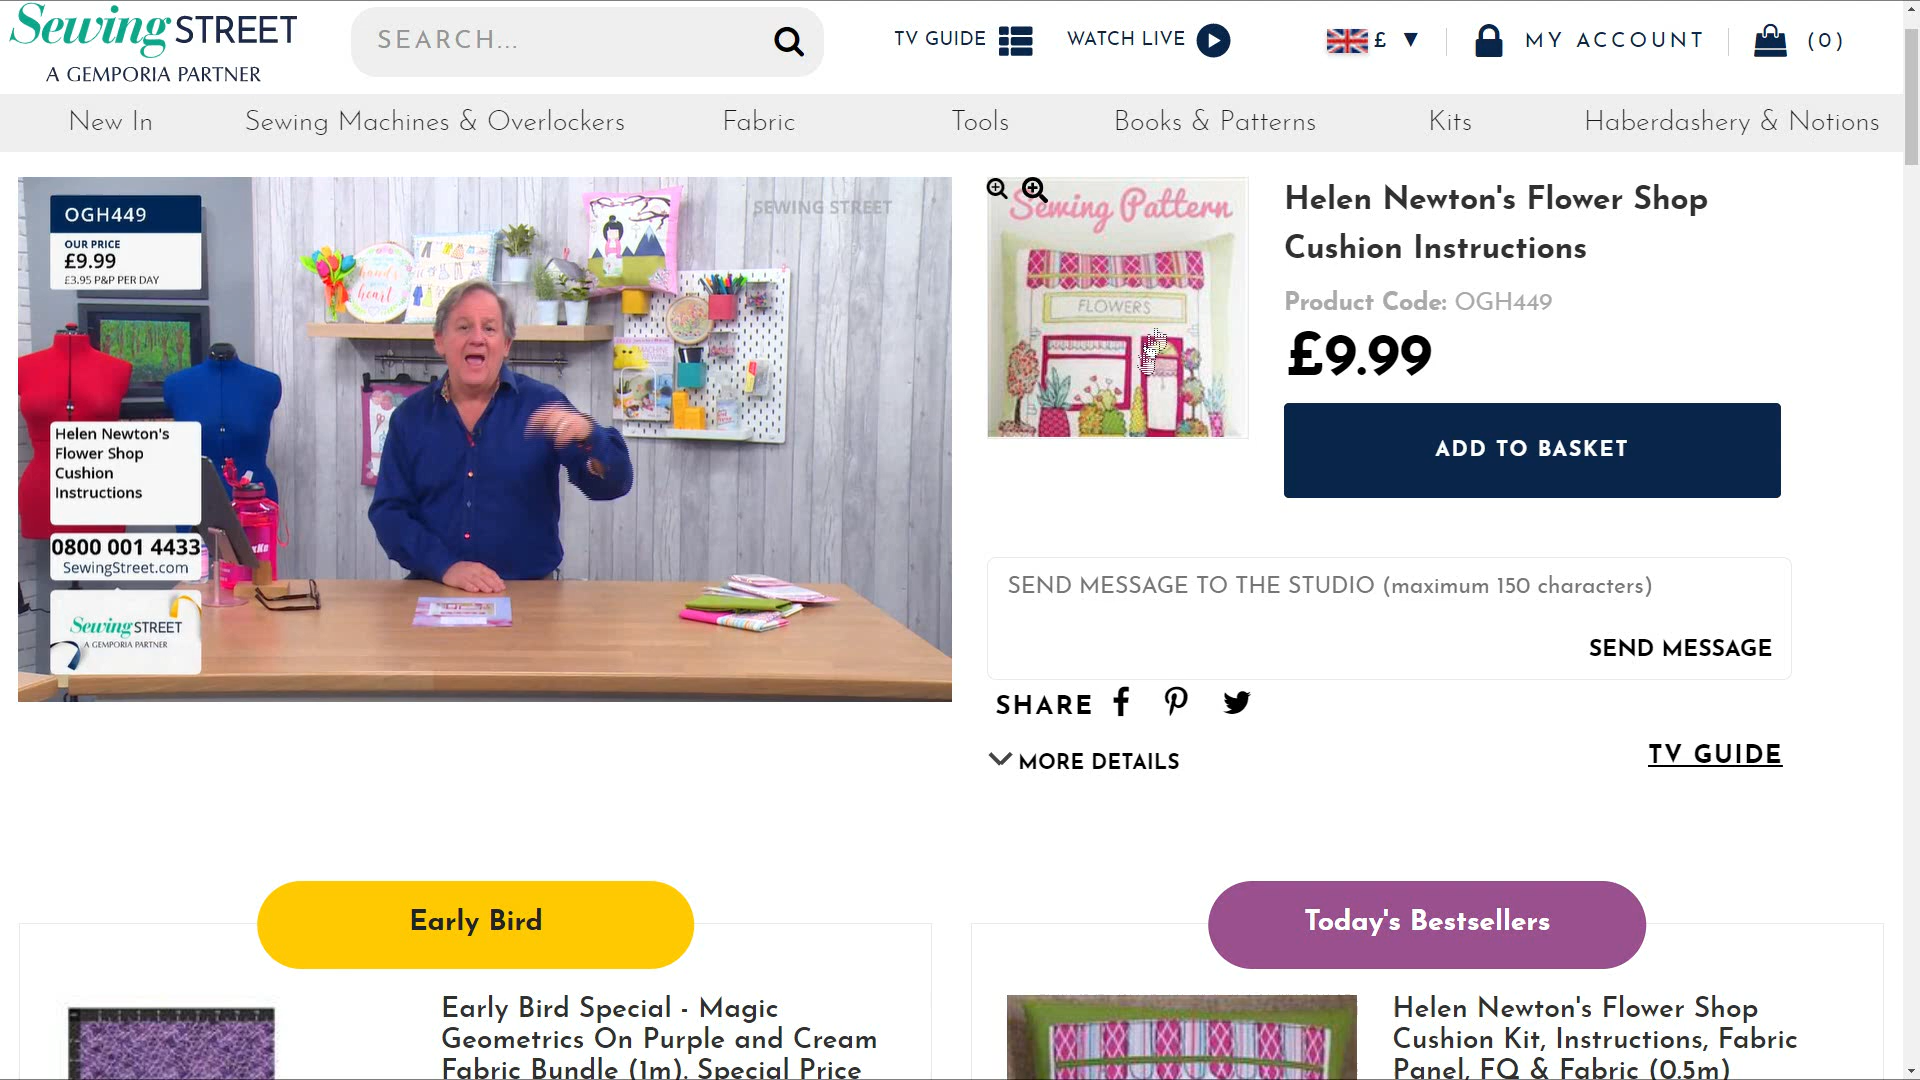 Sewing STREET
A GEMPORIA PARTNER
SEARCH...
TV GUIDE
WATCH LIVE
£ ▼
MY ACCOUNT
(0)
New In
Sewing Machines & Overlockers
Fabric
Tools
Books & Patterns
Kits
Haberdashery & Notions
OGH449
OUR PRICE
£9.99
£3.95 P&P PER DAY
SEWING STREET
hands
heart
Helen Newton's
Flower Shop
Cushion
Instructions
0800 001 4433
SewingStreet.com
Sewing STREET
A GEMPORIA PARTNER
Sewing Pattern
FLOWERS
Helen Newton's Flower Shop
Cushion Instructions
Product Code: OGH449
£9.99
ADD TO BASKET
SEND MESSAGE TO THE STUDIO (maximum 150 characters)
SEND MESSAGE
SHARE
MORE DETAILS
TV GUIDE
Early Bird
Early Bird Special - Magic
Geometrics On Purple and Cream
Fabric Bundle (1m). Special Price
Today's Bestsellers
Helen Newton's Flower Shop
Cushion Kit, Instructions, Fabric
Panel, FQ & Fabric (0.5m)